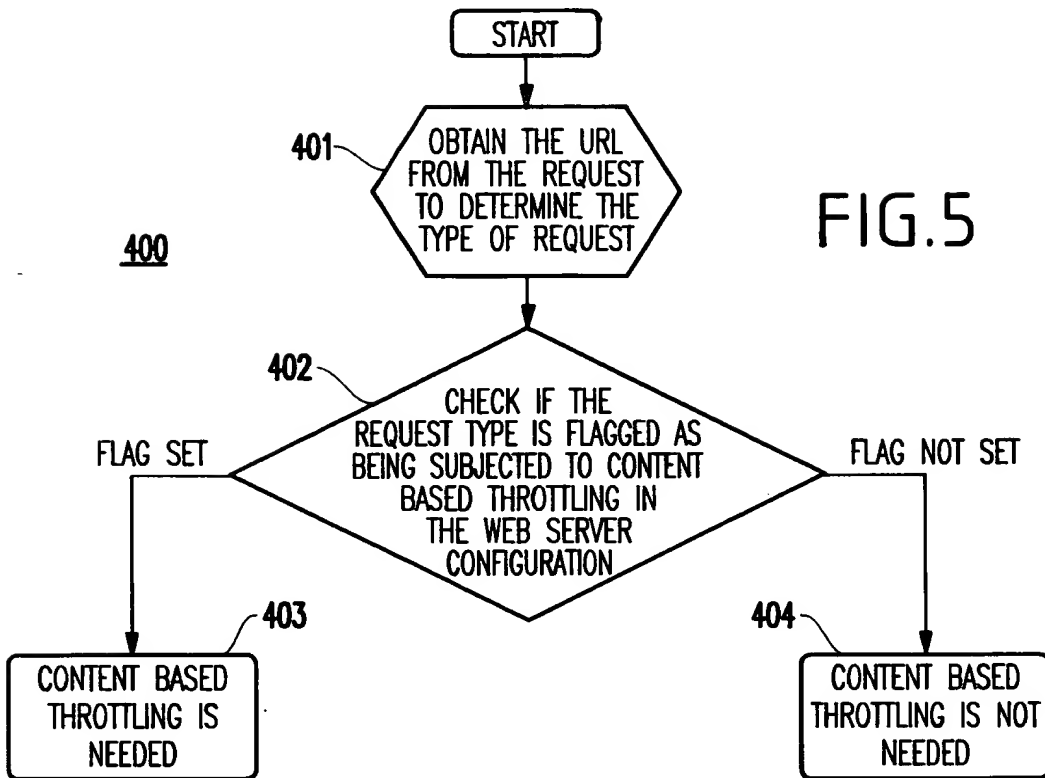 START
401
OBTAIN THE URL
FROM THE REQUEST
TO DETERMINE THE
TYPE OF REQUEST
FIG.5
400
402
CHECK IF THE
REQUEST TYPE IS FLAGGED AS
BEING SUBJECTED TO CONTENT
BASED THROTTLING IN
THE WEB SERVER
CONFIGURATION
FLAG SET
FLAG NOT SET
403
CONTENT BASED
THROTTLING IS
NEEDED
404
CONTENT BASED
THROTTLING IS NOT
NEEDED